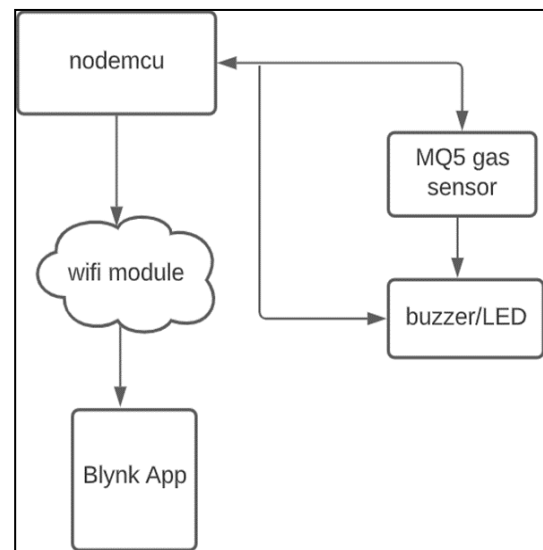 nodemcu
MQ5 gas
sensor
wifi module
buzzer/LED
Blynk App